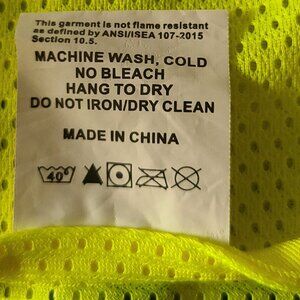 This garment is not flame resistant
as defined by ANSI/ISEA 107-2015
Section 10.5.
MACHINE WASH, COLD
NO BLEACH
HANG TO DRY
DO NOT IRON/DRY CLEAN
MADE IN CHINA
40°